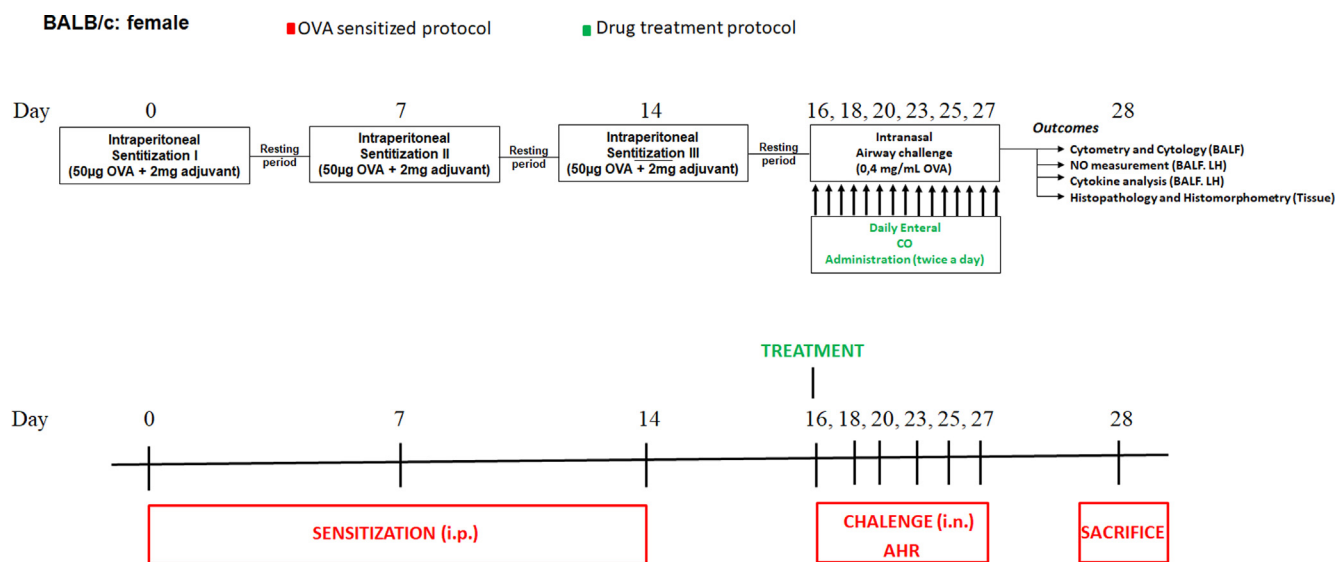 BALB/c: female
OVA sensitized protocol
Drug treatment protocol
Day 0 7 14 16, 18, 20, 23, 25, 27 28
Intraperitoneal
Sentitization I
(50µg OVA + 2mg adjuvant)
Resting
period
Intraperitoneal
Sentitization II
(50µg OVA + 2mg adjuvant)
Resting
period
Intraperitoneal
Sentitization III
(50µg OVA + 2mg adjuvant)
Resting
period
Intranasal
Airway challenge
(0,4 mg/mL OVA)
Outcomes
Cytometry and Cytology (BALF)
NO measurement (BALF. LH)
Cytokine analysis (BALF. LH)
Histopathology and Histomorphometry (Tissue)
Daily Enteral
CO
Administration (twice a day)
TREATMENT
Day 0 7 14 16, 18, 20, 23, 25, 27 28
SENSITIZATION (i.p.)
CHALENGE (i.n.)
AHR
SACRIFICE